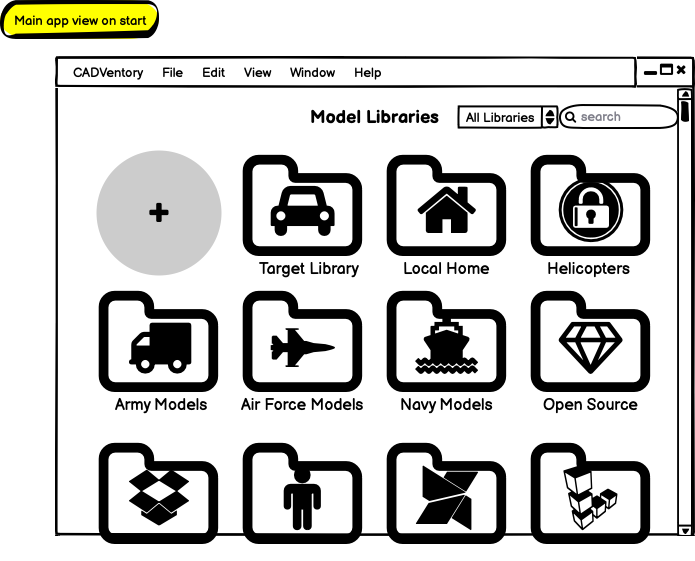 Main app view on start
CADVentory File Edit View Window Help
Model Libraries All Libraries search
Target Library Local Home Helicopters
Army Models Air Force Models Navy Models Open Source